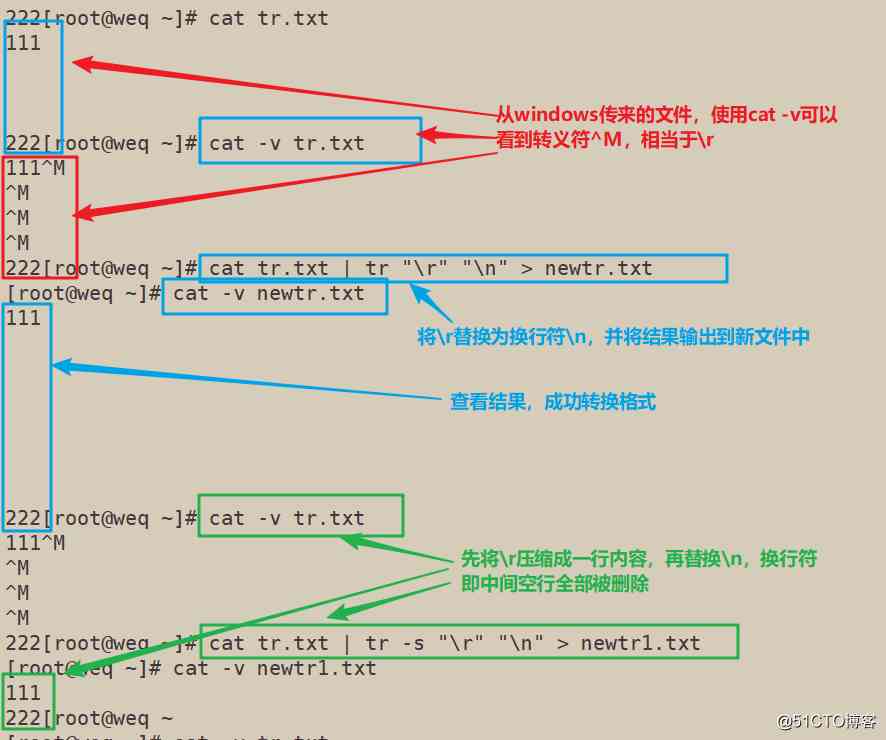 222[root@weq ~]# cat tr.txt
111
从windows传来的文件，使用cat -v可以
看到转义符^M，相当于\r
222[root@weq ~]# cat -v tr.txt
111^M
^M
^M
^M
222[root@weq ~]# cat tr.txt | tr "\r" "\n" > newtr.txt
[root@weq ~]# cat -v newtr.txt
111
将\r替换为换行符\n，并将结果输出到新文件中
查看结果，成功转换格式
222[root@weq ~]# cat -v tr.txt
111^M
^M
^M
^M
先将\r压缩成一行内容，再替换\n，换行符
即中间空行全部被删除
222[root@weq ~]# cat tr.txt | tr -s "\r" "\n" > newtr1.txt
[root@weq ~]# cat -v newtr1.txt
111
222[root@weq ~
@51CTO博客
[root@weq ~]# cat -v tr.txt